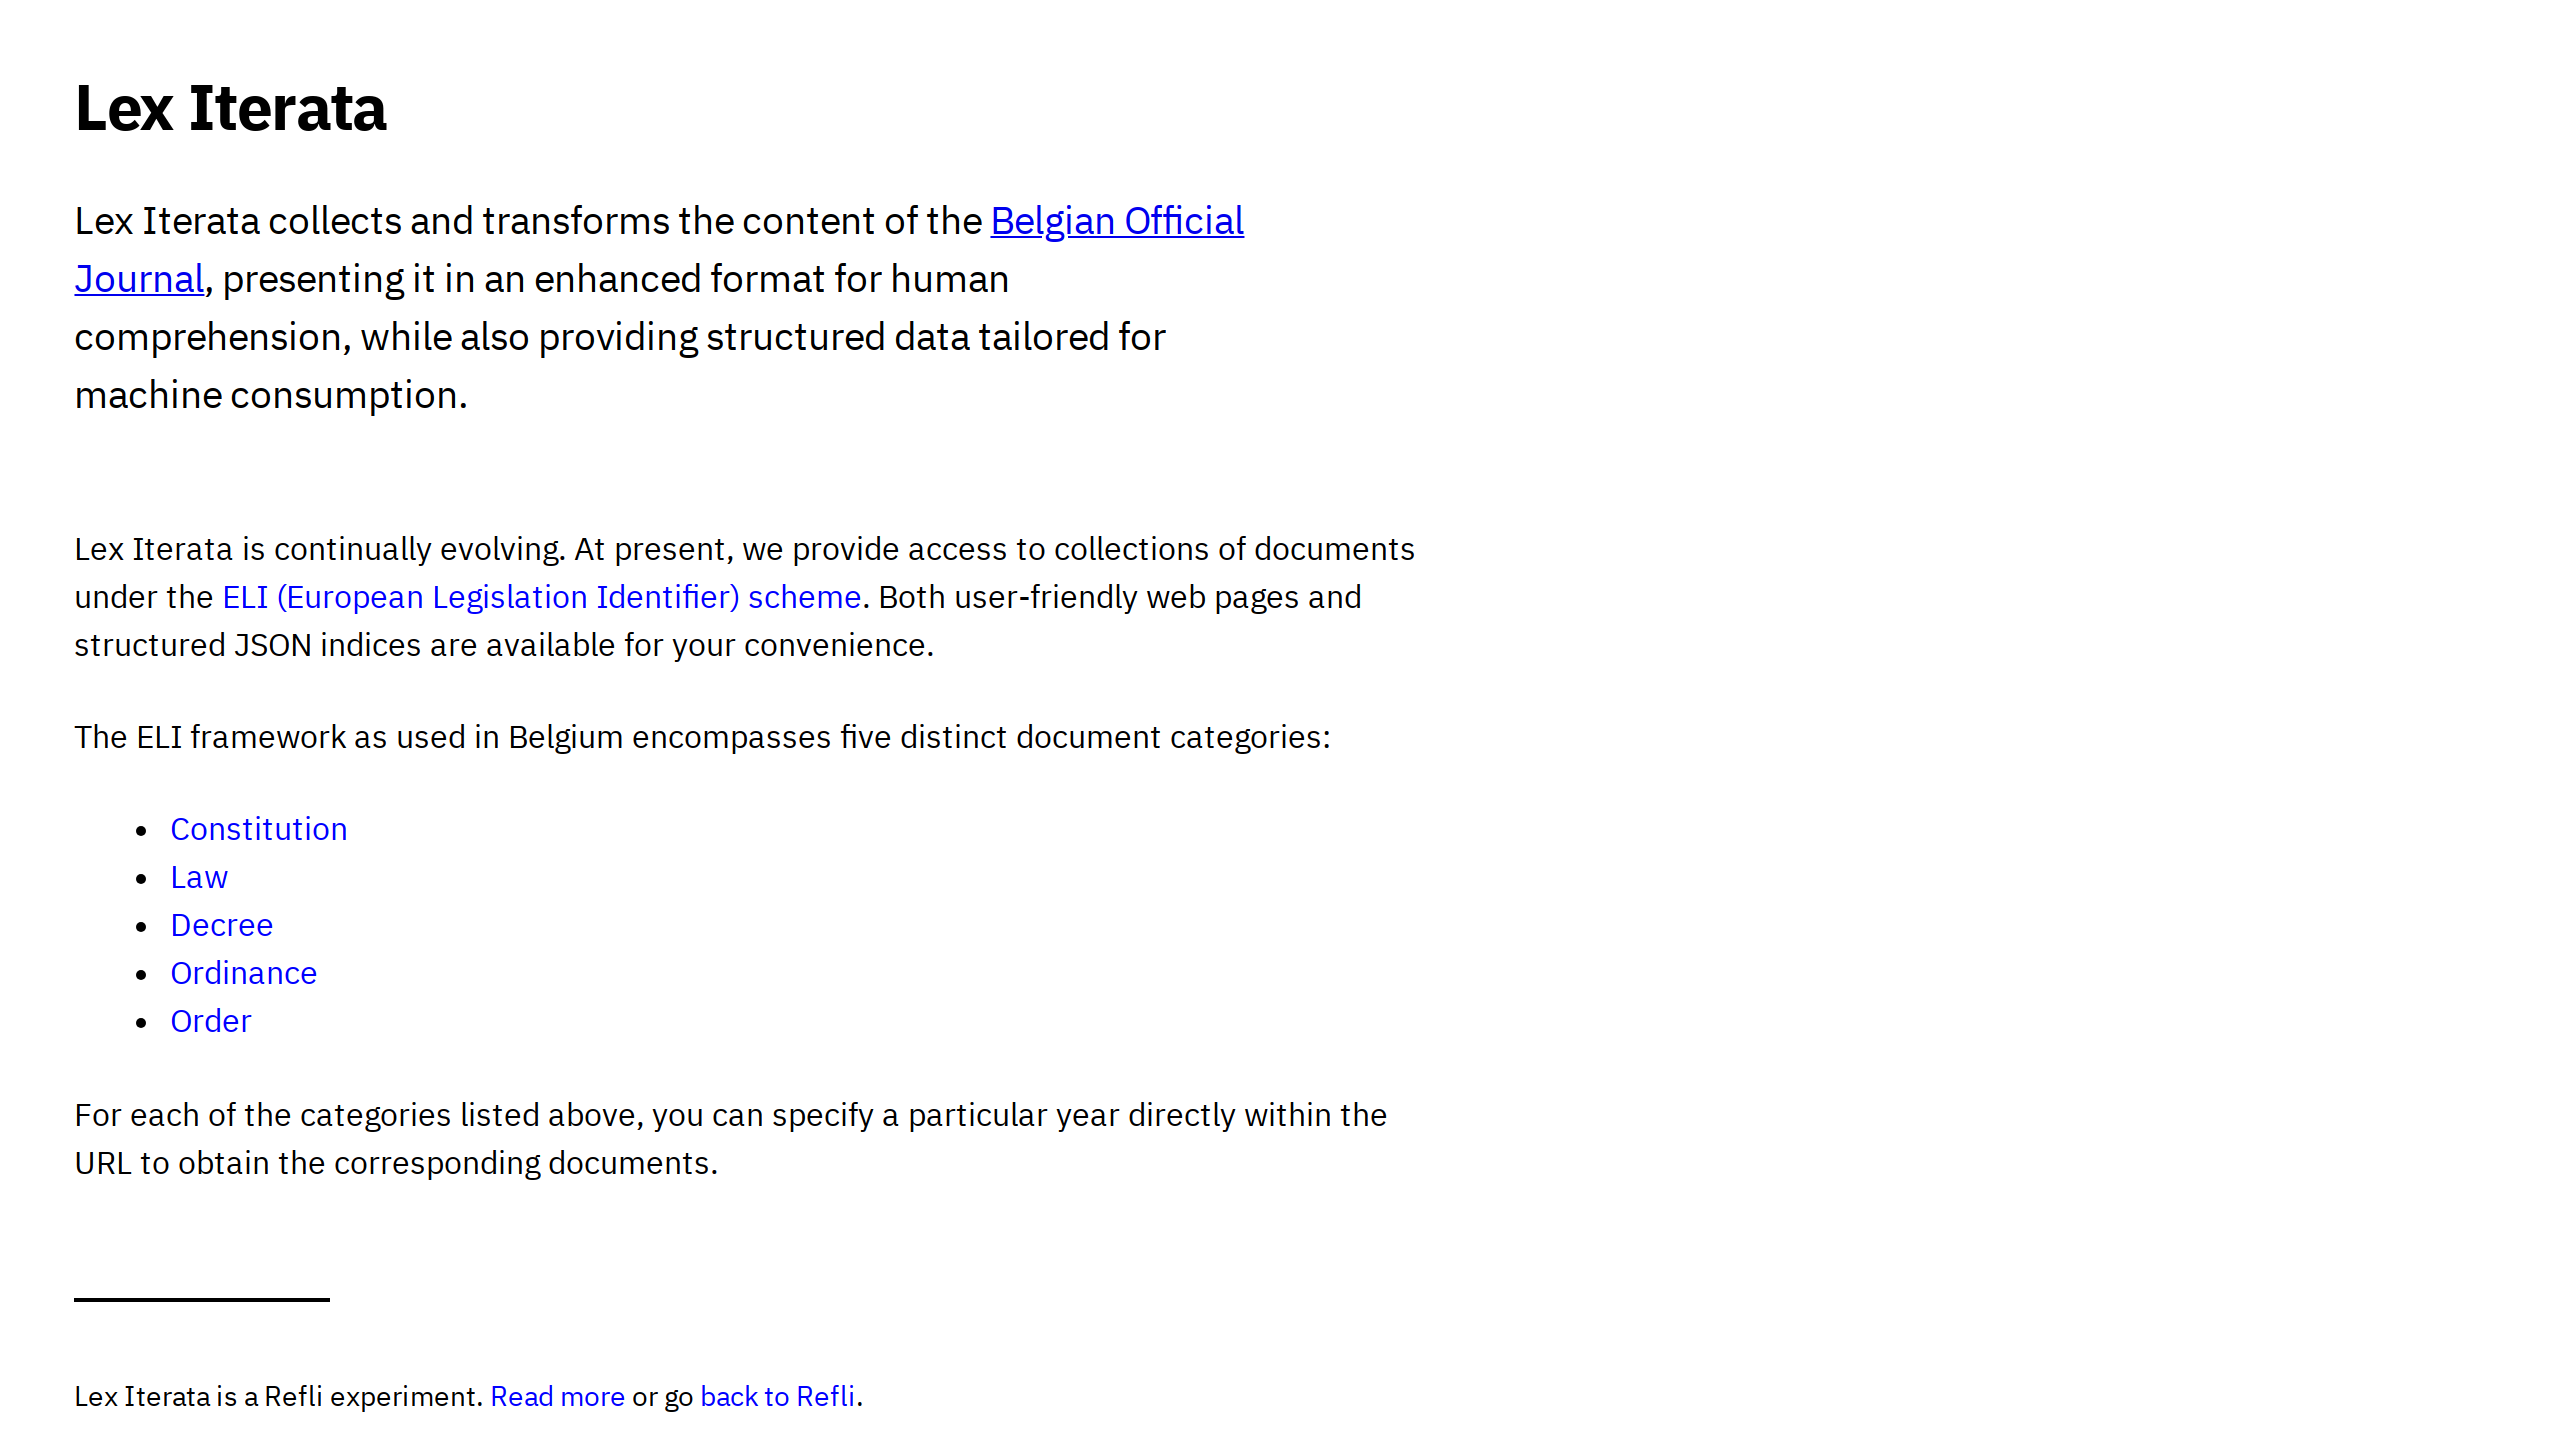 Lex Iterata
Lex Iterata collects and transforms the content of the Belgian Official
Journal, presenting it in an enhanced format for human
comprehension, while also providing structured data tailored for
machine consumption.
Lex Iterata is continually evolving. At present, we provide access to collections of documents
under the ELI (European Legislation Identifier) scheme. Both user-friendly web pages and
structured JSON indices are available for your convenience.
The ELI framework as used in Belgium encompasses five distinct document categories:
• Constitution
• Law
• Decree
• Ordinance
• Order
For each of the categories listed above, you can specify a particular year directly within the
URL to obtain the corresponding documents.
Lex Iterata is a Refli experiment. Read more or go back to Refli.